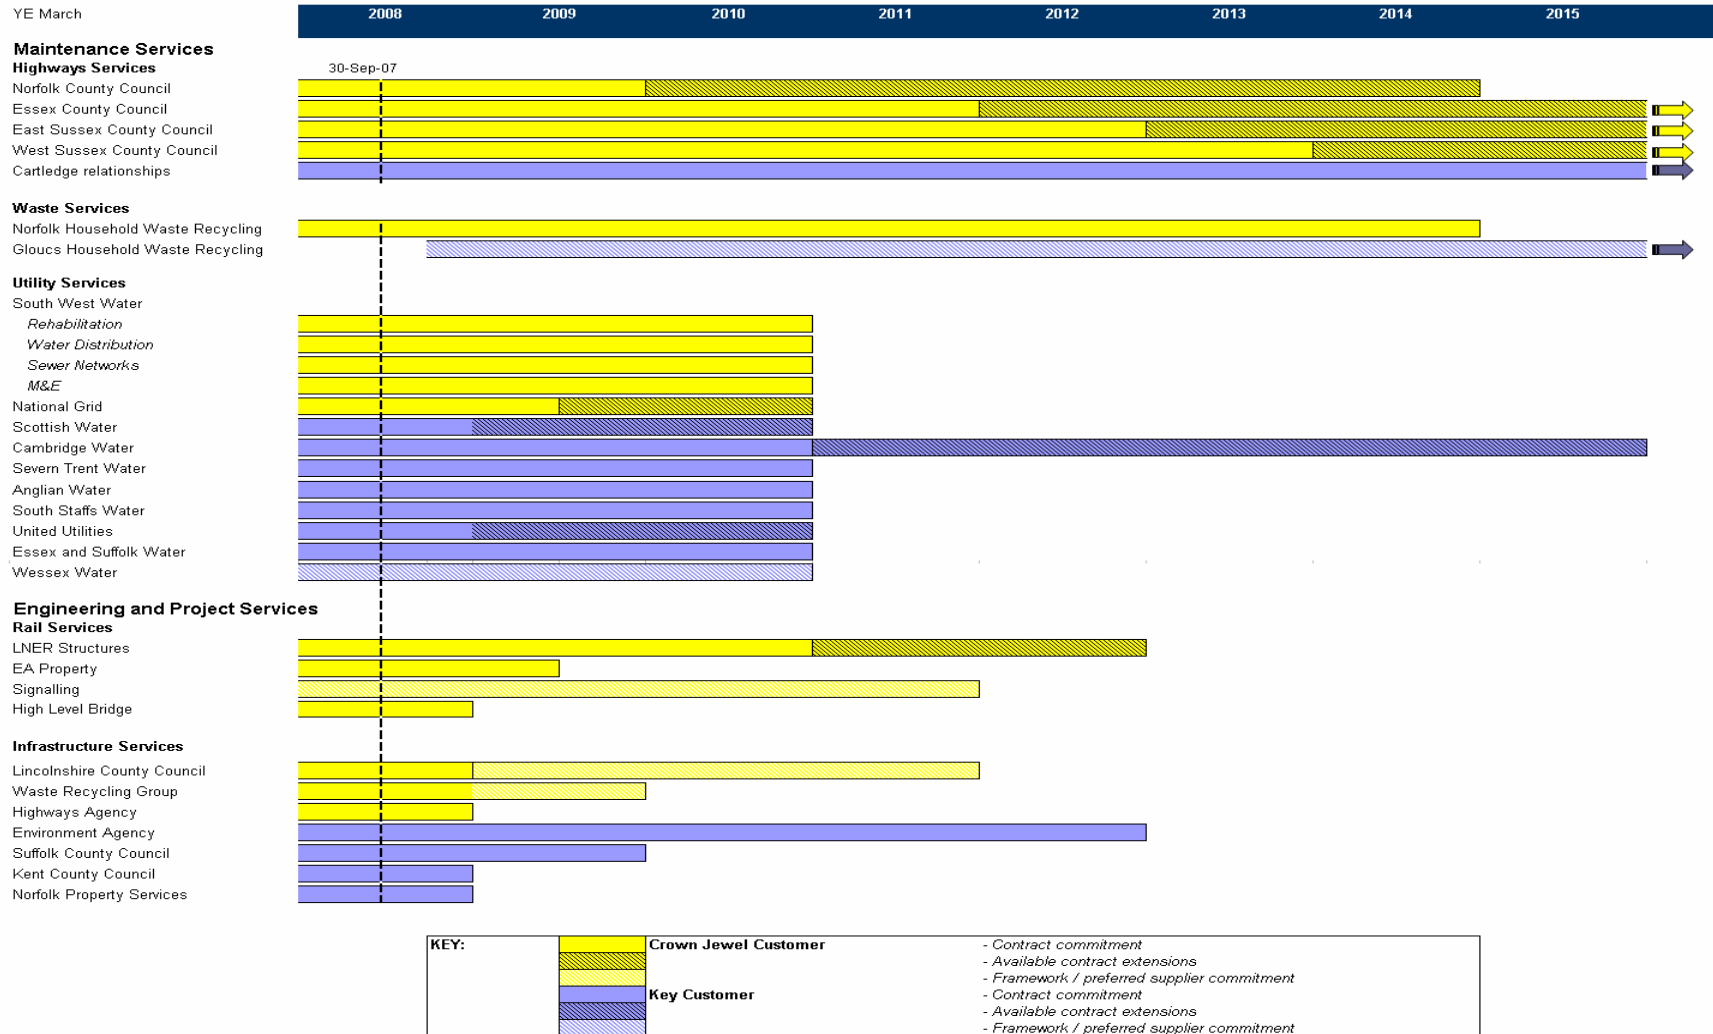 YE March 2008 2009 2010 2011 2012 2013 2014 2015
Maintenance Services
Highways Services
30-Sep-07
Norfolk County Council
Essex County Council
East Sussex County Council
West Sussex County Council
Cartledge relationships
Waste Services
Norfolk Household Waste Recycling
Gloucs Household Waste Recycling
Utility Services
South West Water
Rehabilitation
Water Distribution
Sewer Networks
M&E
National Grid
Scottish Water
Cambridge Water
Severn Trent Water
Anglian Water
South Staffs Water
United Utilities
Essex and Suffolk Water
Wessex Water
Engineering and Project Services
Rail Services
LNER Structures
EA Property
Signalling
High Level Bridge
Infrastructure Services
Lincolnshire County Council
Waste Recycling Group
Highways Agency
Environment Agency
Suffolk County Council
Kent County Council
Norfolk Property Services
KEY: Crown Jewel Customer - Contract commitment
- Available contract extensions
- Framework / preferred supplier commitment
Key Customer - Contract commitment
- Available contract extensions
- Framework / preferred supplier commitment